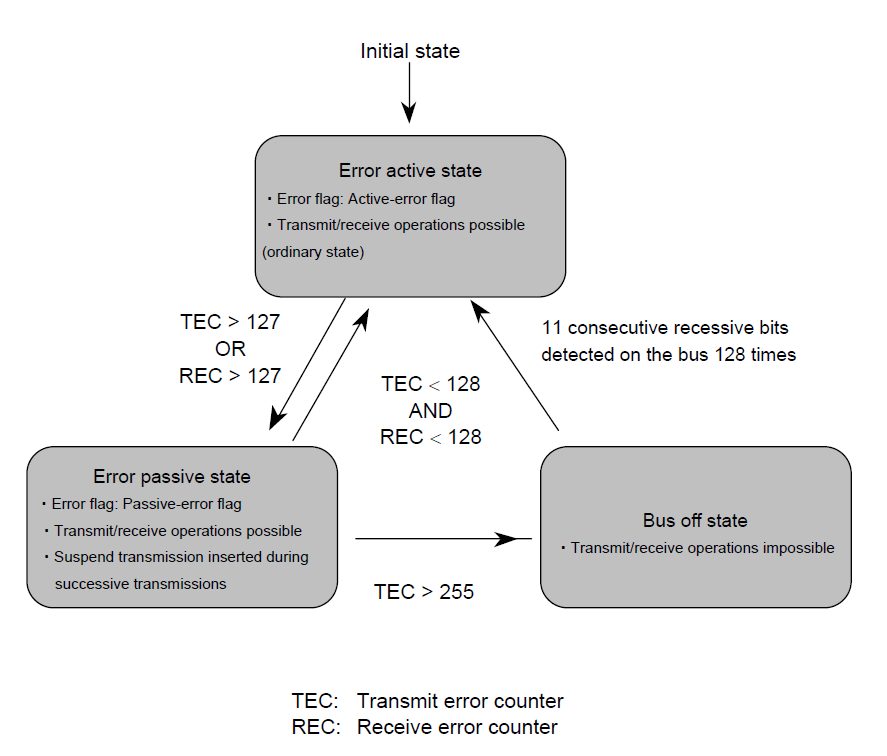 Initial state
Error active state
・Error flag: Active-error flag
・Transmit/receive operations possible
(ordinary state)
TEC > 127
OR
REC > 127
11 consecutive recessive bits
detected on the bus 128 times
TEC < 128
AND
REC < 128
Error passive state
・Error flag: Passive-error flag
・Transmit/receive operations possible
・Suspend transmission inserted during
successive transmissions
Bus off state
・Transmit/receive operations impossible
TEC > 255
TEC: Transmit error counter
REC: Receive error counter